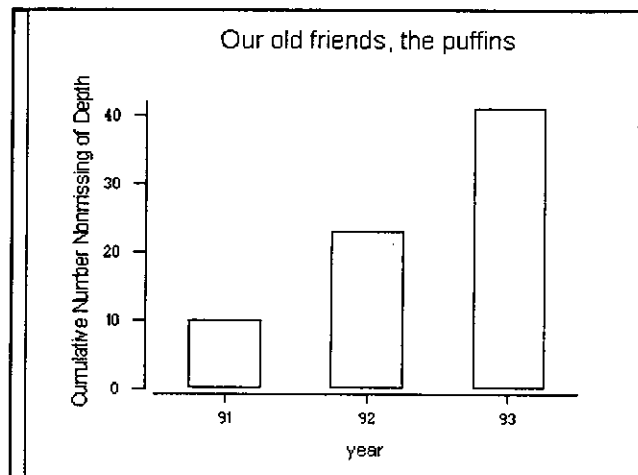 Our old friends, the puffins
Cumulative Number Nonmissing of Depth
40
30
20
10
0
91
92
93
year